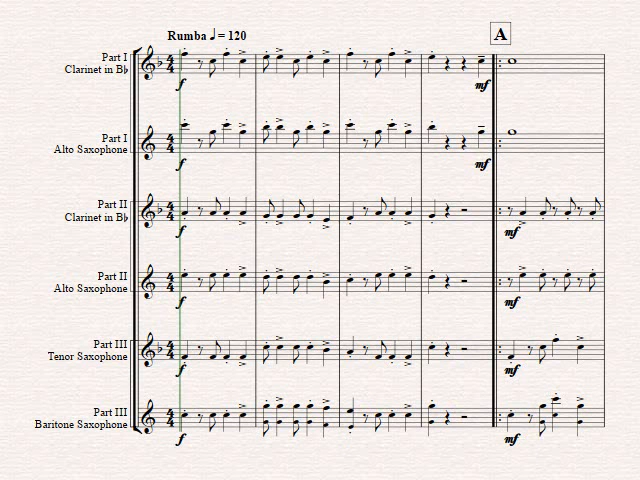 Rumba ♩ = 120
A
Part I
Clarinet in B♭
f
mf
Part I
Alto Saxophone
f
mf
Part II
Clarinet in B♭
f
mf
Part II
Alto Saxophone
f
mf
Part III
Tenor Saxophone
f
mf
Part III
Baritone Saxophone
f
mf